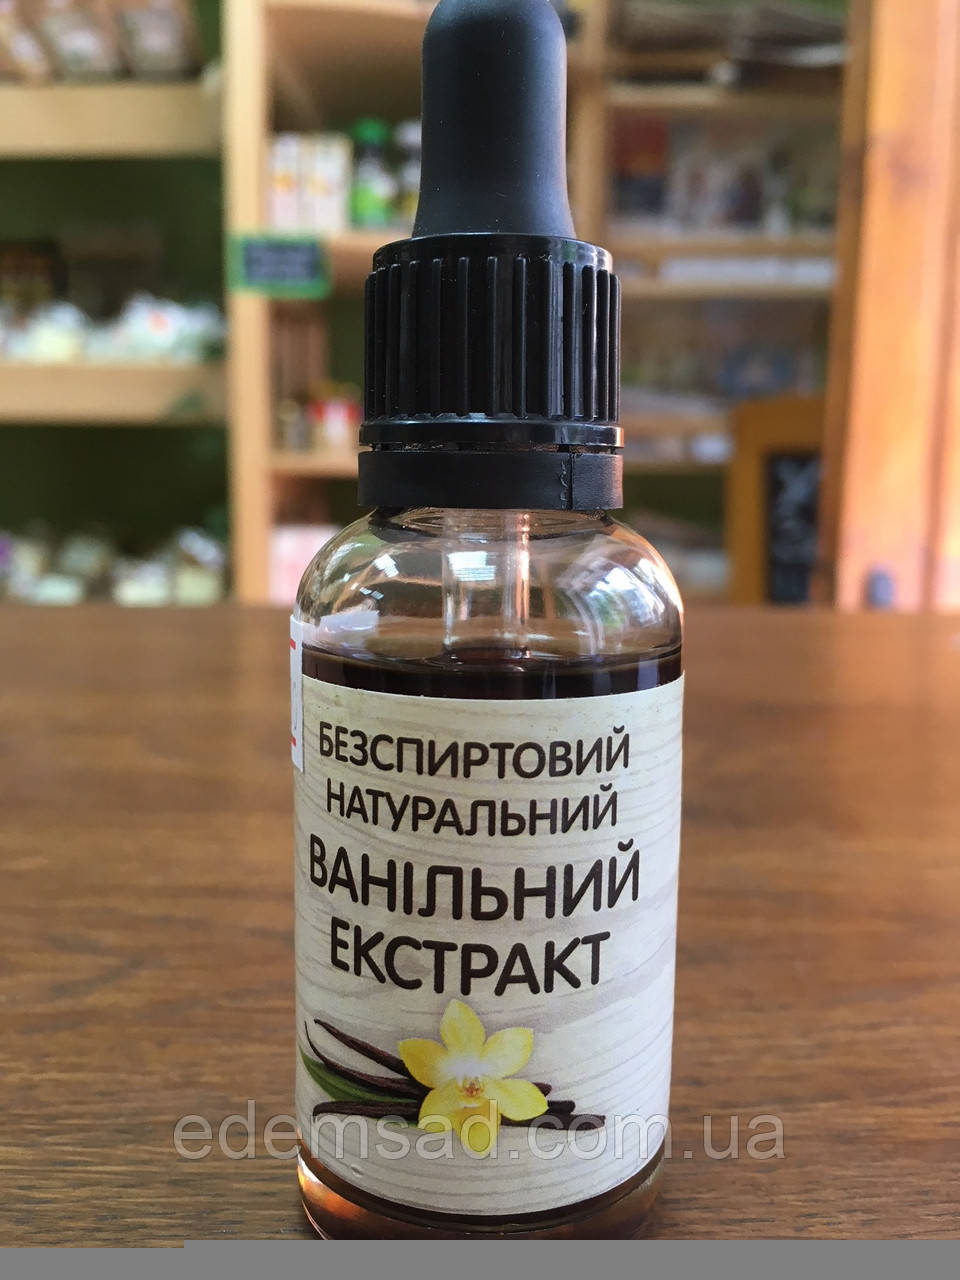 БЕЗСПИРТОВИЙ
НАТУРАЛЬНИЙ
ВАНІЛЬНИЙ
ЕКСТРАКТ
edemsad.com.ua